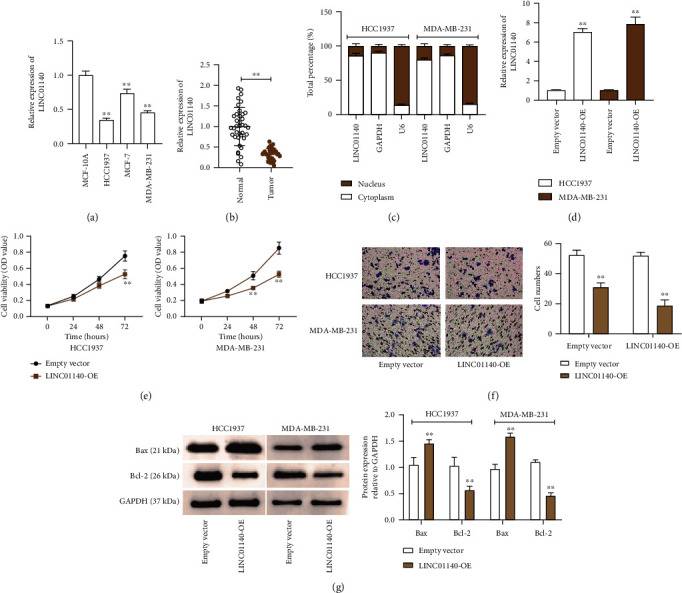 Relative expression of
LINC01140
1.5
1.0
0.5
0.0
**
**
**
MCF-10A
HCC1937
MCF-7
MDA-MB-231
(a)
Relative expression of
LINC01140
2.5
2.0
1.5
1.0
0.5
0.0
**
Normal
Tumor
(b)
Total percentage (%)
HCC1937
MDA-MB-231
100
80
60
40
20
0
LINC01140
GAPDH
U6
LINC01140
GAPDH
U6
Nucleus
Cytoplasm
(c)
Relative expression of
LINC01140
10
8
6
4
2
0
**
**
Empty vector
LINC01140-OE
Empty vector
LINC01140-OE
HCC1937
MDA-MB-231
(d)
Cell viability (OD value)
1.0
0.8
0.6
0.4
0.2
0.0
**
0 24 48 72
Time (hours)
HCC1937
Cell viability (OD value)
1.0
0.8
0.6
0.4
0.2
0.0
**
**
0 24 48 72
Time (hours)
MDA-MB-231
Empty vector
LINC01140-OE
(e)
HCC1937
MDA-MB-231
Empty vector
LINC01140-OE
Cell numbers
60
40
20
0
**
**
Empty vector
LINC01140-OE
Empty vector
LINC01140-OE
(f)
HCC1937
MDA-MB-231
Bax (21 kDa)
Bcl-2 (26 kDa)
GAPDH (37 kDa)
Empty vector
LINC01140-OE
Empty vector
LINC01140-OE
Protein expression
relative to GAPDH
HCC1937
MDA-MB-231
2.0
1.5
1.0
0.5
0.0
**
**
**
**
Bax
Bcl-2
Bax
Bcl-2
Empty vector
LINC01140-OE
(g)